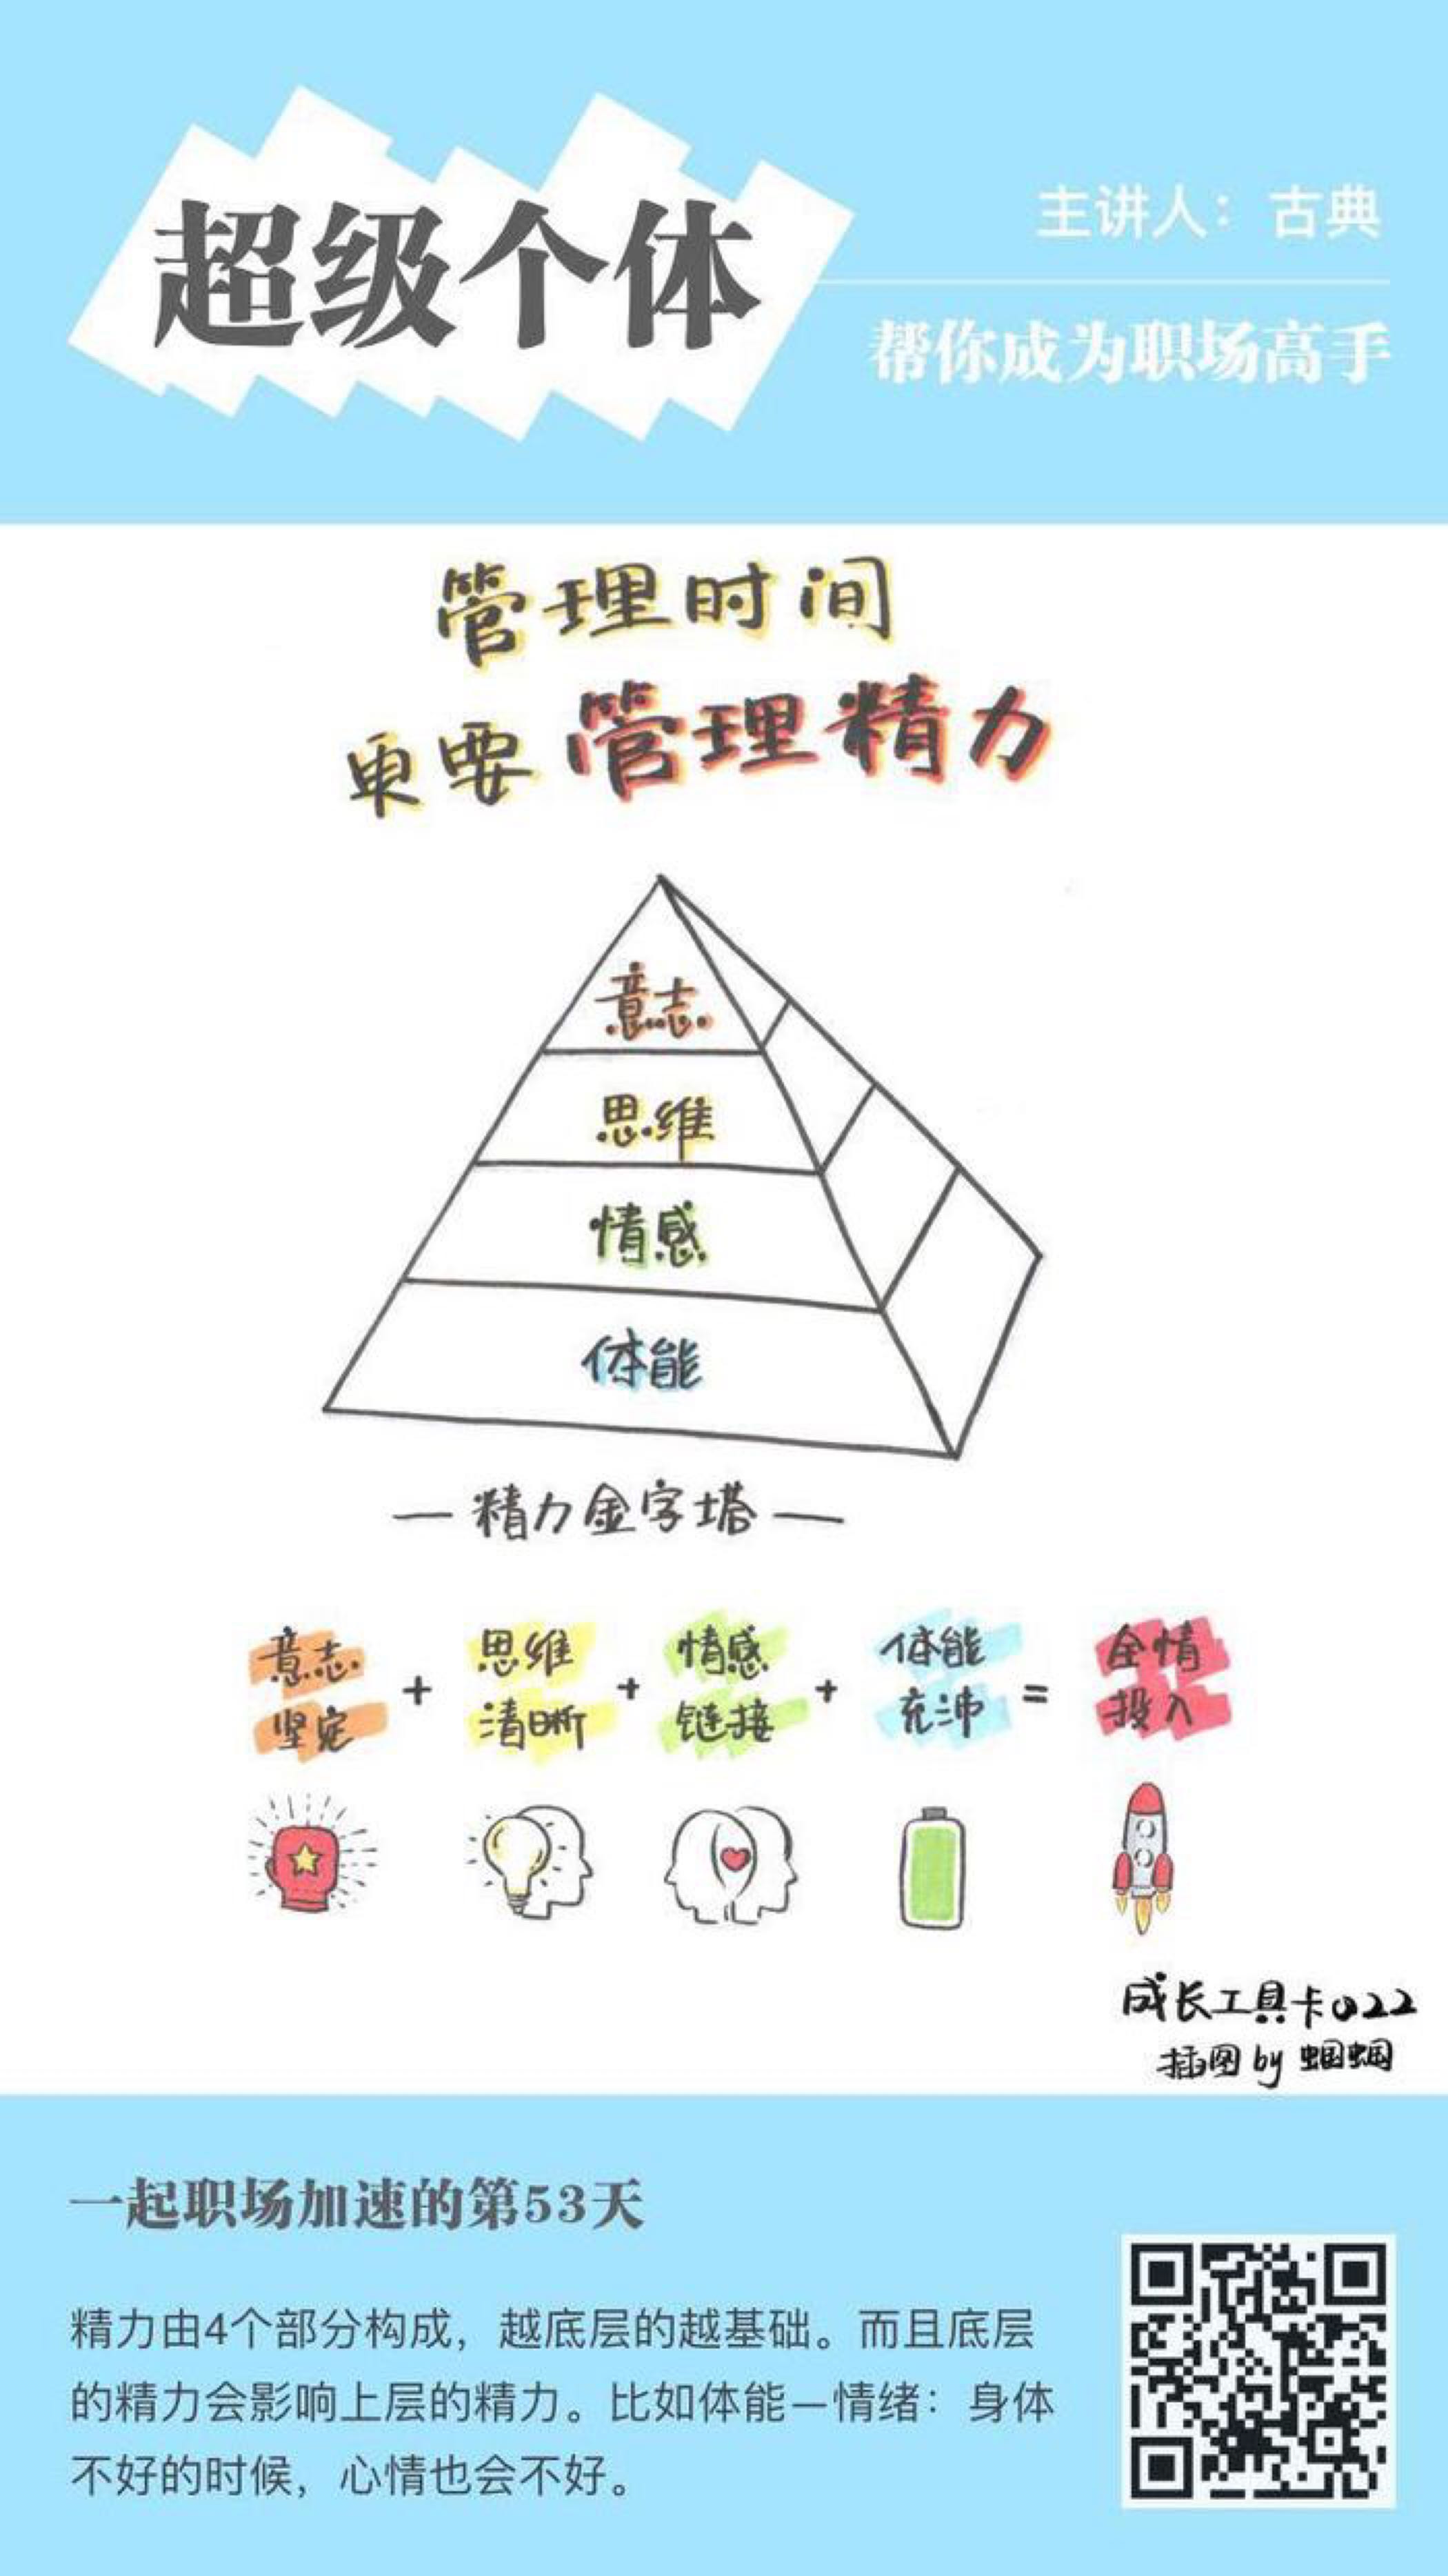 超级个体
主讲人：古典
帮你成为职场高手
管理时间
更要管理精力
意志
思维
情感
体能
— 精力金字塔 —
意志 思维 情感 体能 全情
坚定 + 清晰 + 链接 + 充沛 = 投入
成长工具卡022
插图 by 蝈蝈
一起职场加速的第53天
精力由4个部分构成，越底层的越基础。而且底层
的精力会影响上层的精力。比如体能—情绪：身体
不好的时候，心情也会不好。